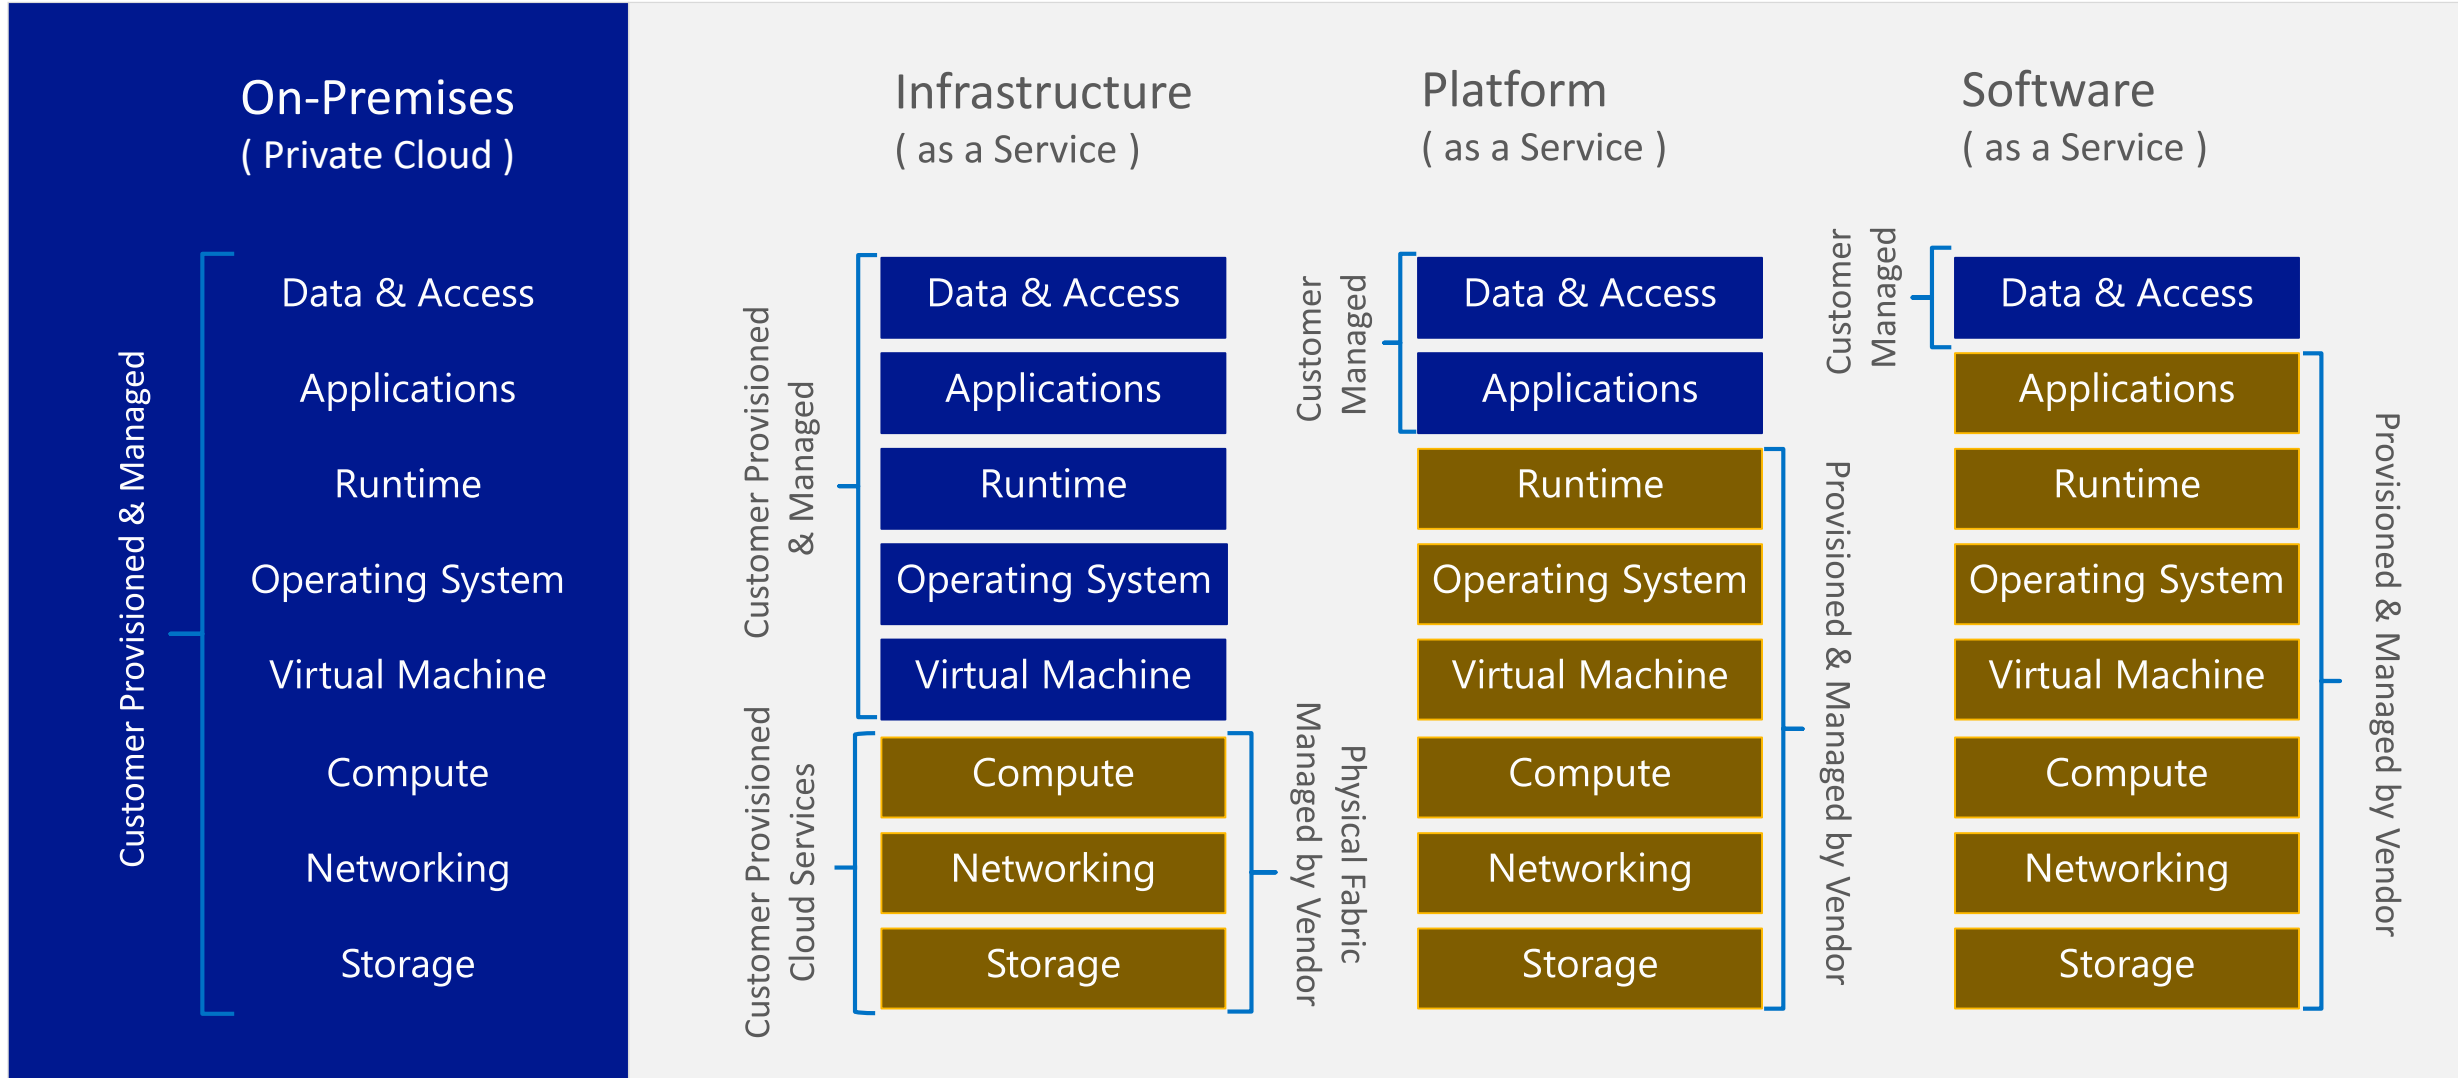 On-Premises
( Private Cloud )
Customer Provisioned & Managed
Data & Access
Applications
Runtime
Operating System
Virtual Machine
Compute
Networking
Storage
Infrastructure
( as a Service )
Customer Provisioned
& Managed
Customer Provisioned
Cloud Services
Data & Access
Applications
Runtime
Operating System
Virtual Machine
Compute
Networking
Storage
Physical Fabric
Managed by Vendor
Platform
( as a Service )
Customer
Managed
Data & Access
Applications
Runtime
Operating System
Virtual Machine
Compute
Networking
Storage
Provisioned & Managed by Vendor
Software
( as a Service )
Customer
Managed
Data & Access
Applications
Runtime
Operating System
Virtual Machine
Compute
Networking
Storage
Provisioned & Managed by Vendor